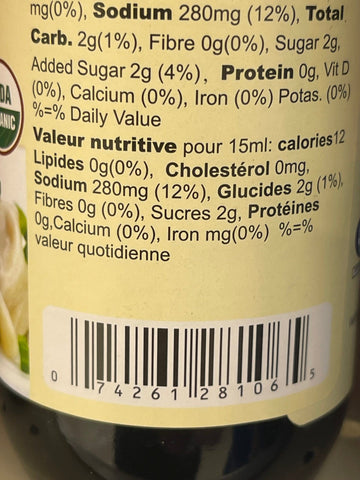 mg(0%), Sodium 280mg (12%), Total
Carb. 2g(1%), Fibre 0g(0%), Sugar 2g,
Added Sugar 2g (4%), Protein 0g, Vit D
(0%), Calcium (0%), Iron (0%) Potas. (0%)
%=% Daily Value
Valeur nutritive pour 15ml: calories12
Lipides 0g(0%), Cholestérol 0mg,
Sodium 280mg (12%), Glucides 2g (1%),
Fibres 0g (0%), Sucres 2g, Protéines
0g,Calcium (0%), Iron mg(0%) %=%
valeur quotidienne
0 74261 28106 5